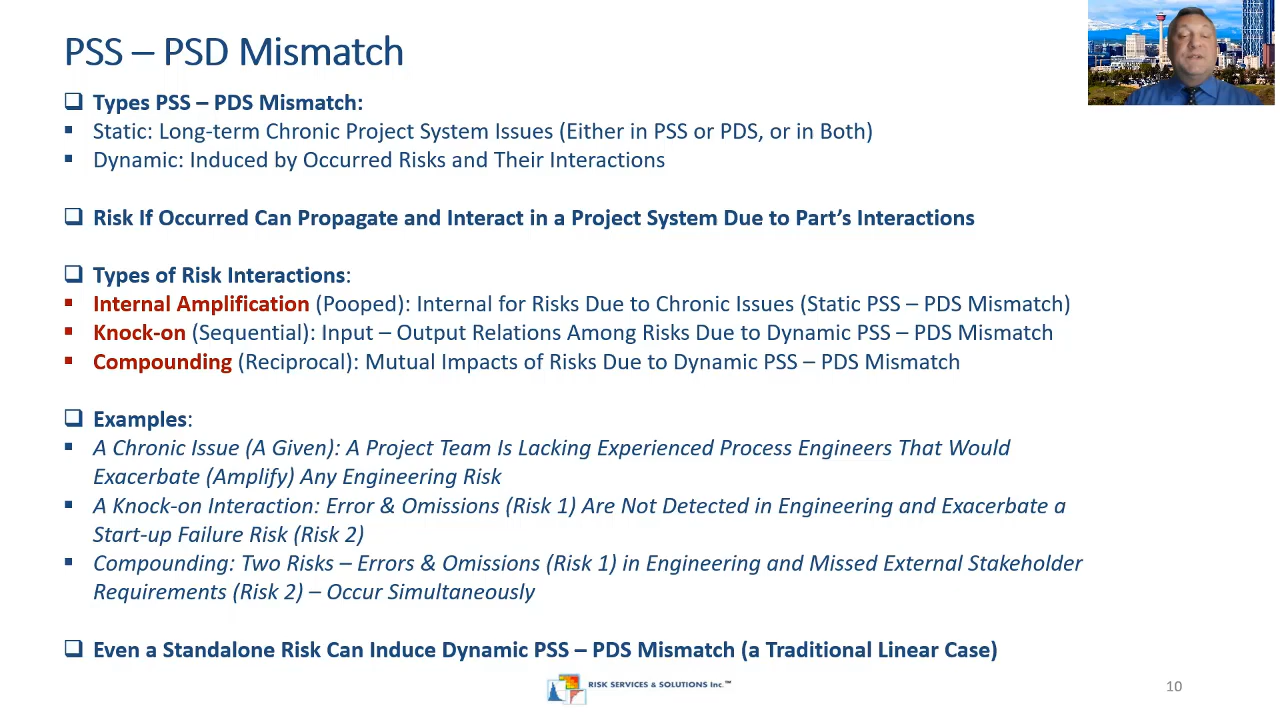 PSS – PSD Mismatch
Types PSS – PDS Mismatch:
Static: Long-term Chronic Project System Issues (Either in PSS or PDS, or in Both)
Dynamic: Induced by Occurred Risks and Their Interactions
Risk If Occurred Can Propagate and Interact in a Project System Due to Part's Interactions
Types of Risk Interactions:
Internal Amplification (Pooped): Internal for Risks Due to Chronic Issues (Static PSS – PDS Mismatch)
Knock-on (Sequential): Input – Output Relations Among Risks Due to Dynamic PSS – PDS Mismatch
Compounding (Reciprocal): Mutual Impacts of Risks Due to Dynamic PSS – PDS Mismatch
Examples:
A Chronic Issue (A Given): A Project Team Is Lacking Experienced Process Engineers That Would
Exacerbate (Amplify) Any Engineering Risk
A Knock-on Interaction: Error & Omissions (Risk 1) Are Not Detected in Engineering and Exacerbate a
Start-up Failure Risk (Risk 2)
Compounding: Two Risks – Errors & Omissions (Risk 1) in Engineering and Missed External Stakeholder
Requirements (Risk 2) – Occur Simultaneously
Even a Standalone Risk Can Induce Dynamic PSS – PDS Mismatch (a Traditional Linear Case)
RISK SERVICES & SOLUTIONS Inc.™
10